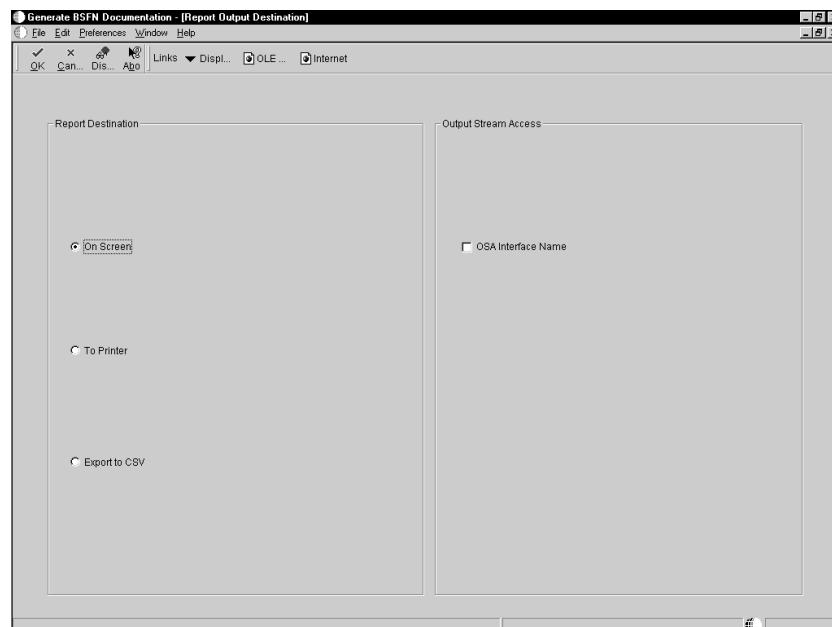 Generate BSFN Documentation - [Report Output Destination]
File Edit Preferences Window Help
OK Can... Dis... Abo Links Displ... OLE ... Internet
Report Destination
Output Stream Access
On Screen
OSA Interface Name
To Printer
Export to CSV